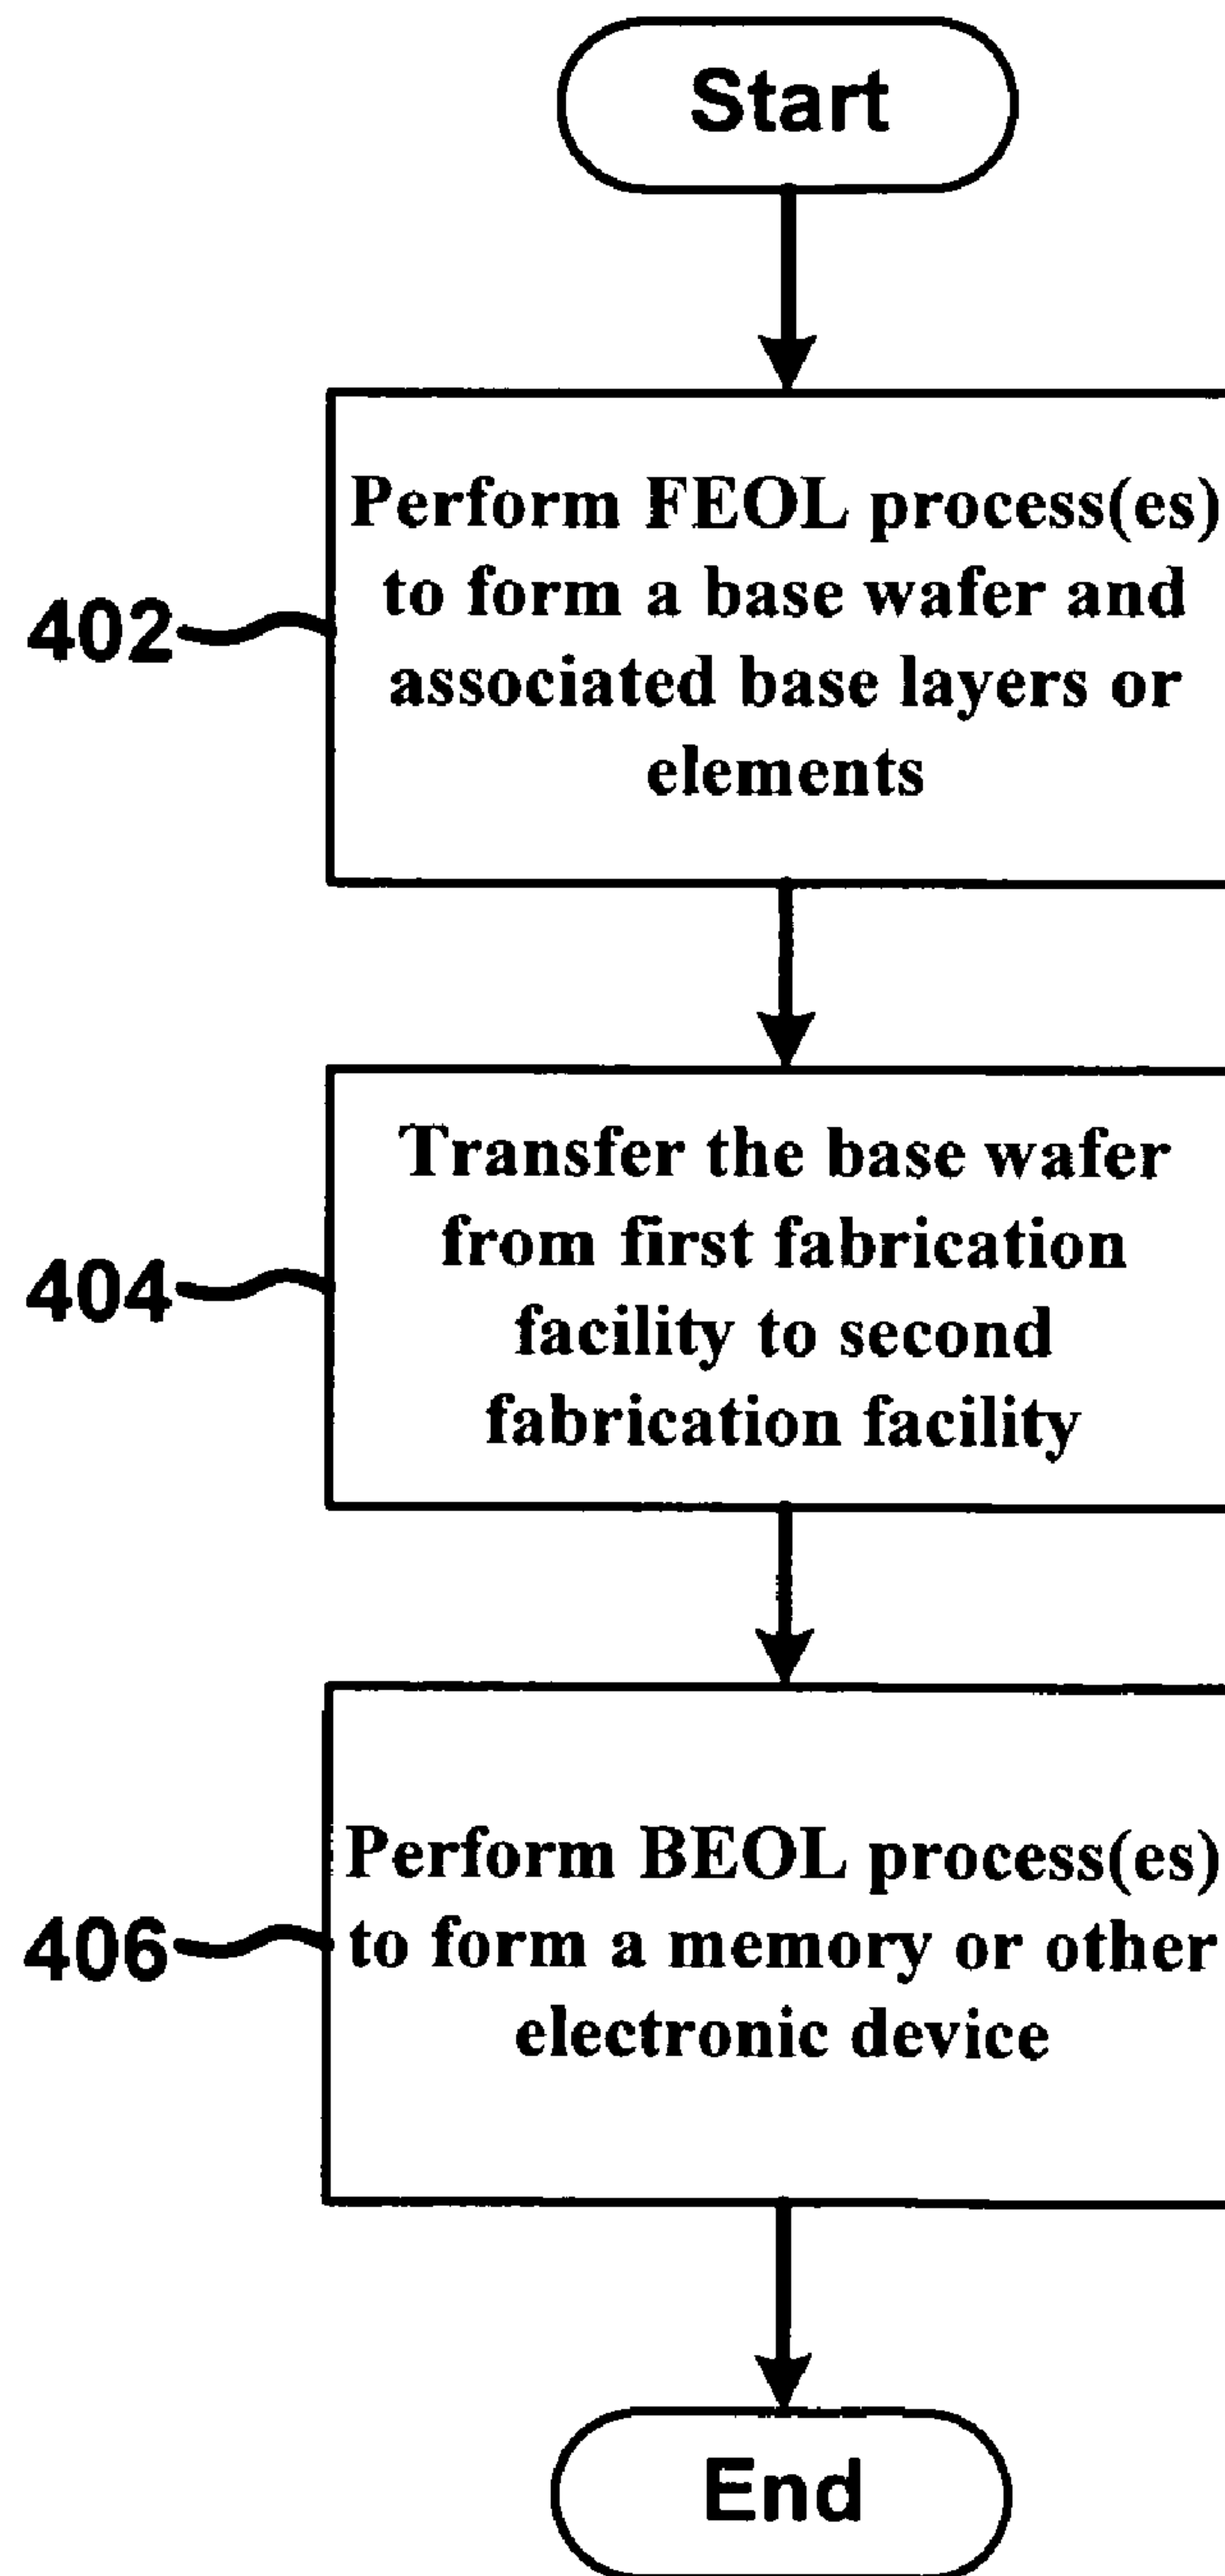 Start
Perform FEOL process(es)
to form a base wafer and
associated base layers or
elements
402
Transfer the base wafer
from first fabrication
facility to second
fabrication facility
404
Perform BEOL process(es)
to form a memory or other
electronic device
406
End